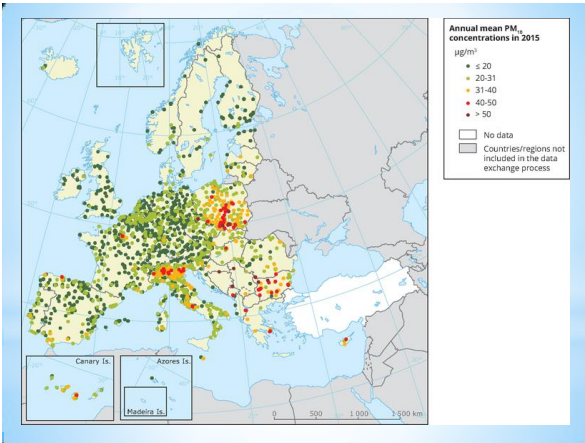 Annual mean PM₁₀
concentrations in 2015
µg/m³
≤ 20
20-31
31-40
40-50
> 50
No data
Countries/regions not
included in the data
exchange process
Canary Is.
Azores Is.
Madeira Is.
0 500 1 000 1 500 km